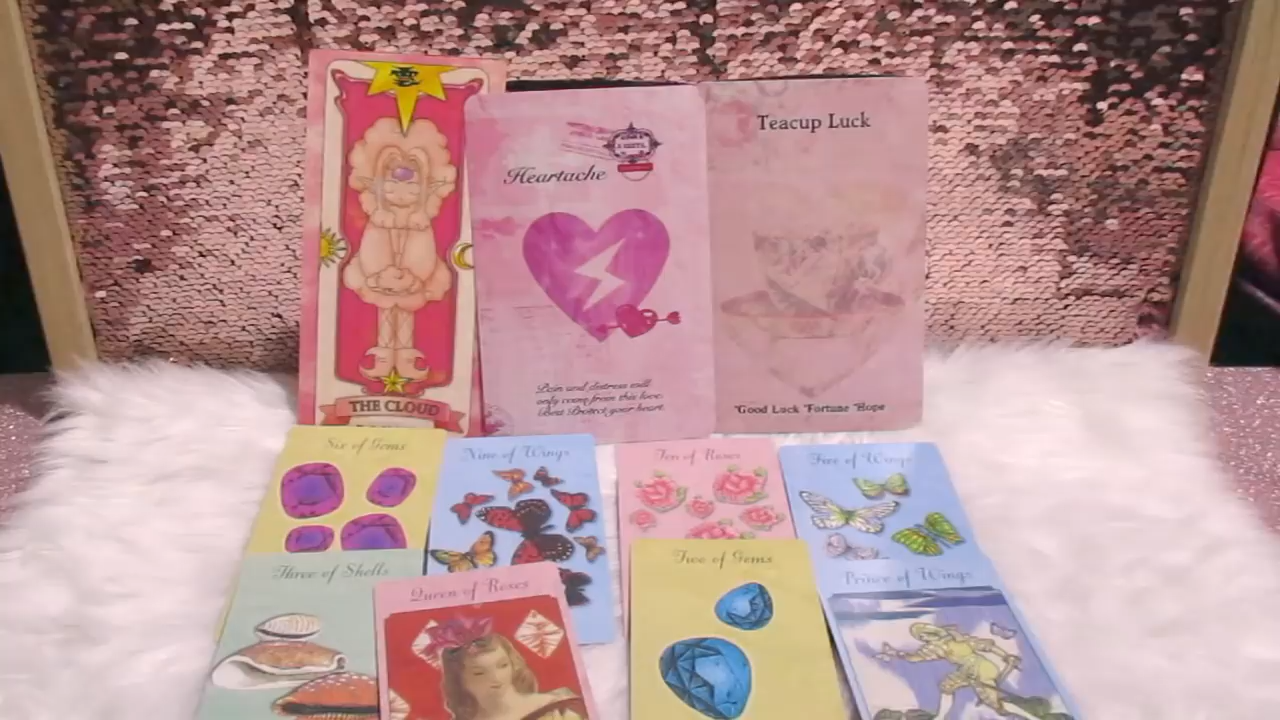 THE CLOUD
Heartache
Pain and distress will
only come from this love.
Best Protect your heart.
Teacup Luck
Good Luck Fortune Hope
Six of Gems
Nine of Wings
Ten of Roses
Five of Wings
Three of Shells
Queen of Roses
Two of Gems
Prince of Wings